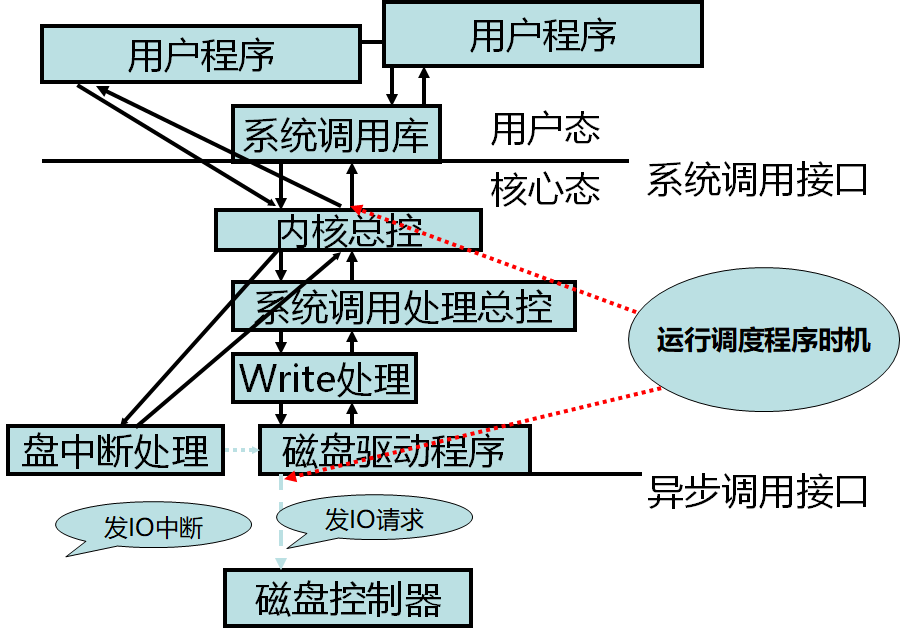 用户程序
用户程序
系统调用库
用户态
核心态
系统调用接口
内核总控
系统调用处理总控
运行调度程序时机
Write处理
盘中断处理
磁盘驱动程序
异步调用接口
发IO中断
发IO请求
磁盘控制器